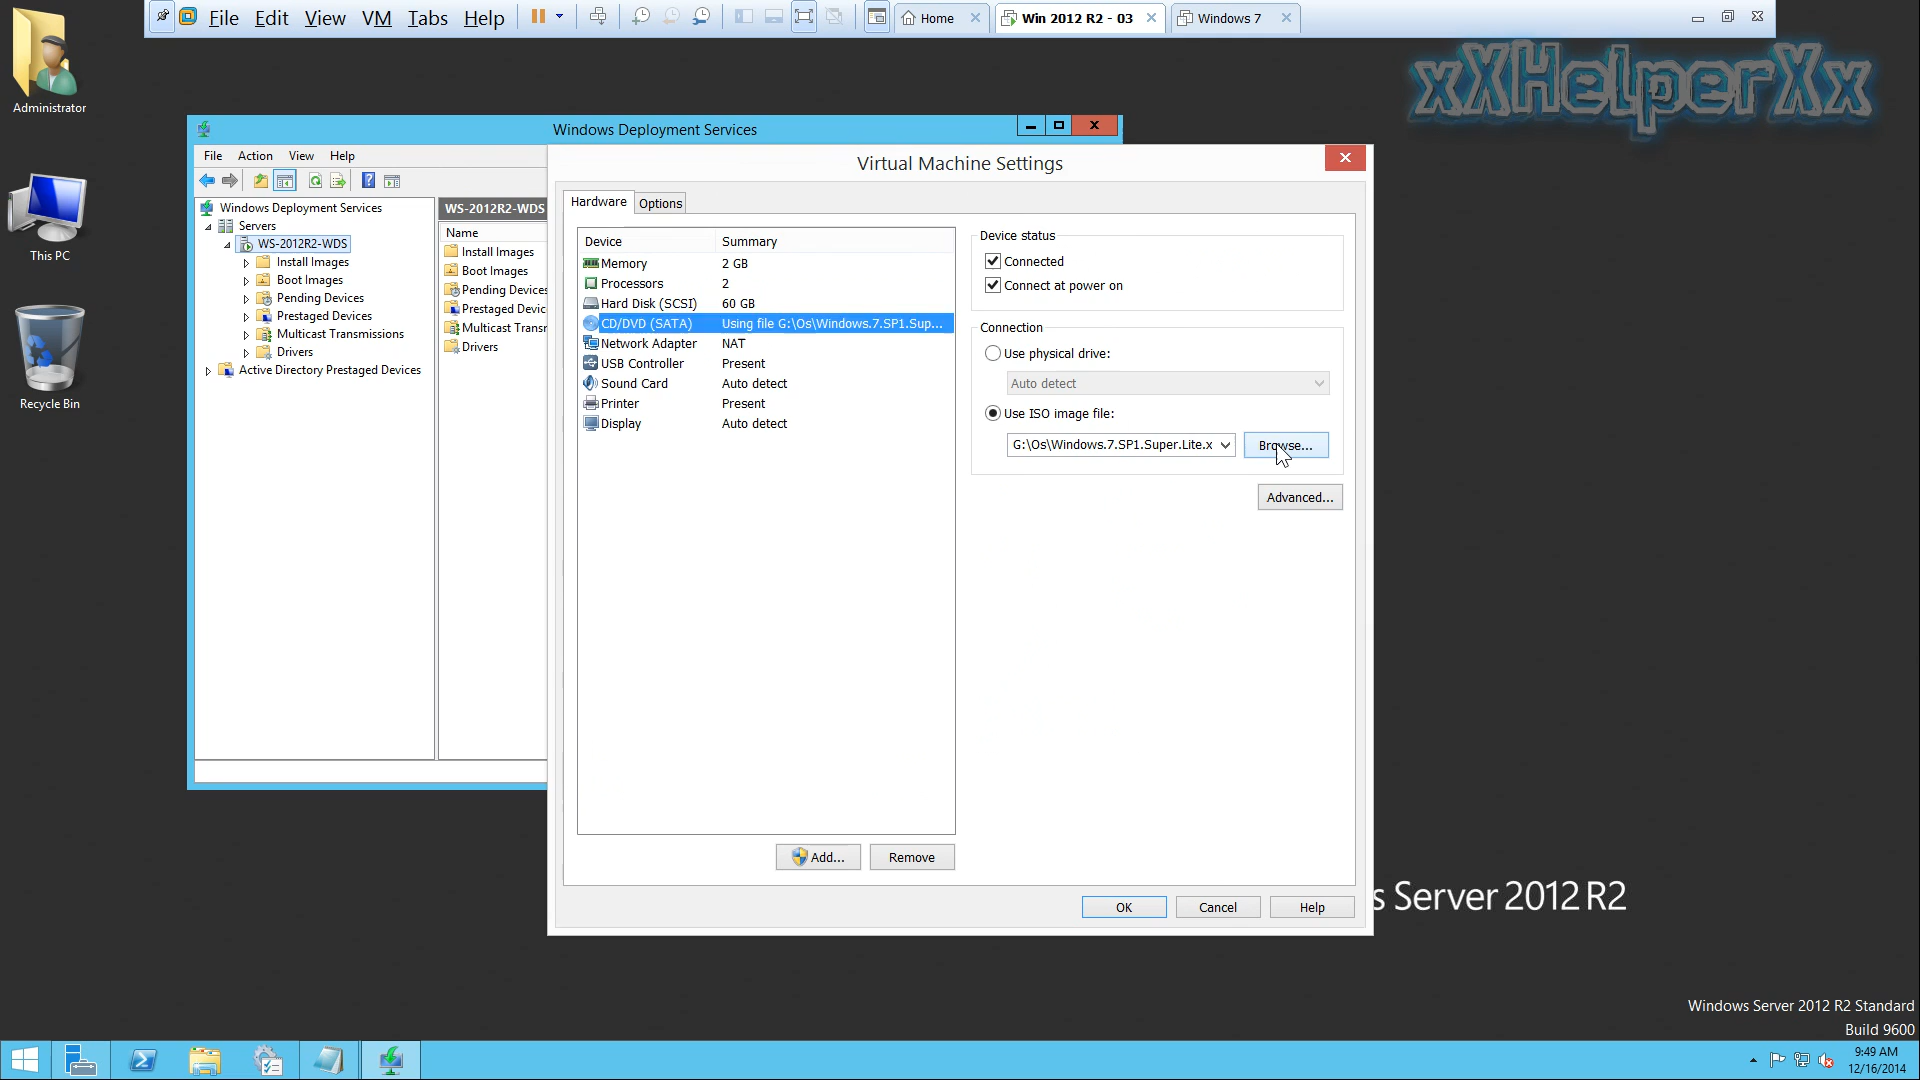 File Edit View VM Tabs Help
Home
Win 2012 R2 - 03
Windows 7
xXHelperXx
Administrator
This PC
Recycle Bin
Windows Deployment Services
File Action View Help
Windows Deployment Services
Servers
WS-2012R2-WDS
Install Images
Boot Images
Pending Devices
Prestaged Devices
Multicast Transmissions
Drivers
Active Directory Prestaged Devices
WS-2012R2-WDS
Name
Install Images
Boot Images
Pending Devices
Prestaged Devic
Multicast Transr
Drivers
Virtual Machine Settings
Hardware Options
Device Summary
Memory 2 GB
Processors 2
Hard Disk (SCSI) 60 GB
CD/DVD (SATA) Using file G:\Os\Windows.7.SP1.Sup...
Network Adapter NAT
USB Controller Present
Sound Card Auto detect
Printer Present
Display Auto detect
Add... Remove
Device status
Connected
Connect at power on
Connection
Use physical drive:
Auto detect
Use ISO image file:
G:\Os\Windows.7.SP1.Super.Lite.x Browse...
Advanced...
OK Cancel Help
s Server 2012 R2
Windows Server 2012 R2 Standard
Build 9600
9:49 AM
12/16/2014